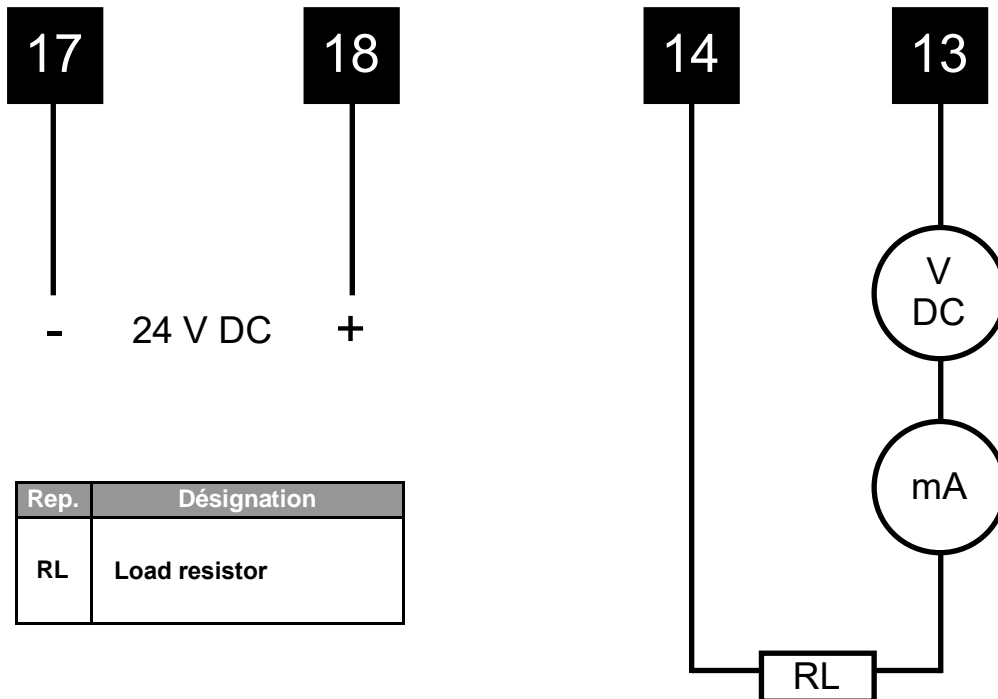 17 18 14 13
V
DC
- 24 V DC +
mA
Rep. Désignation
RL Load resistor
RL